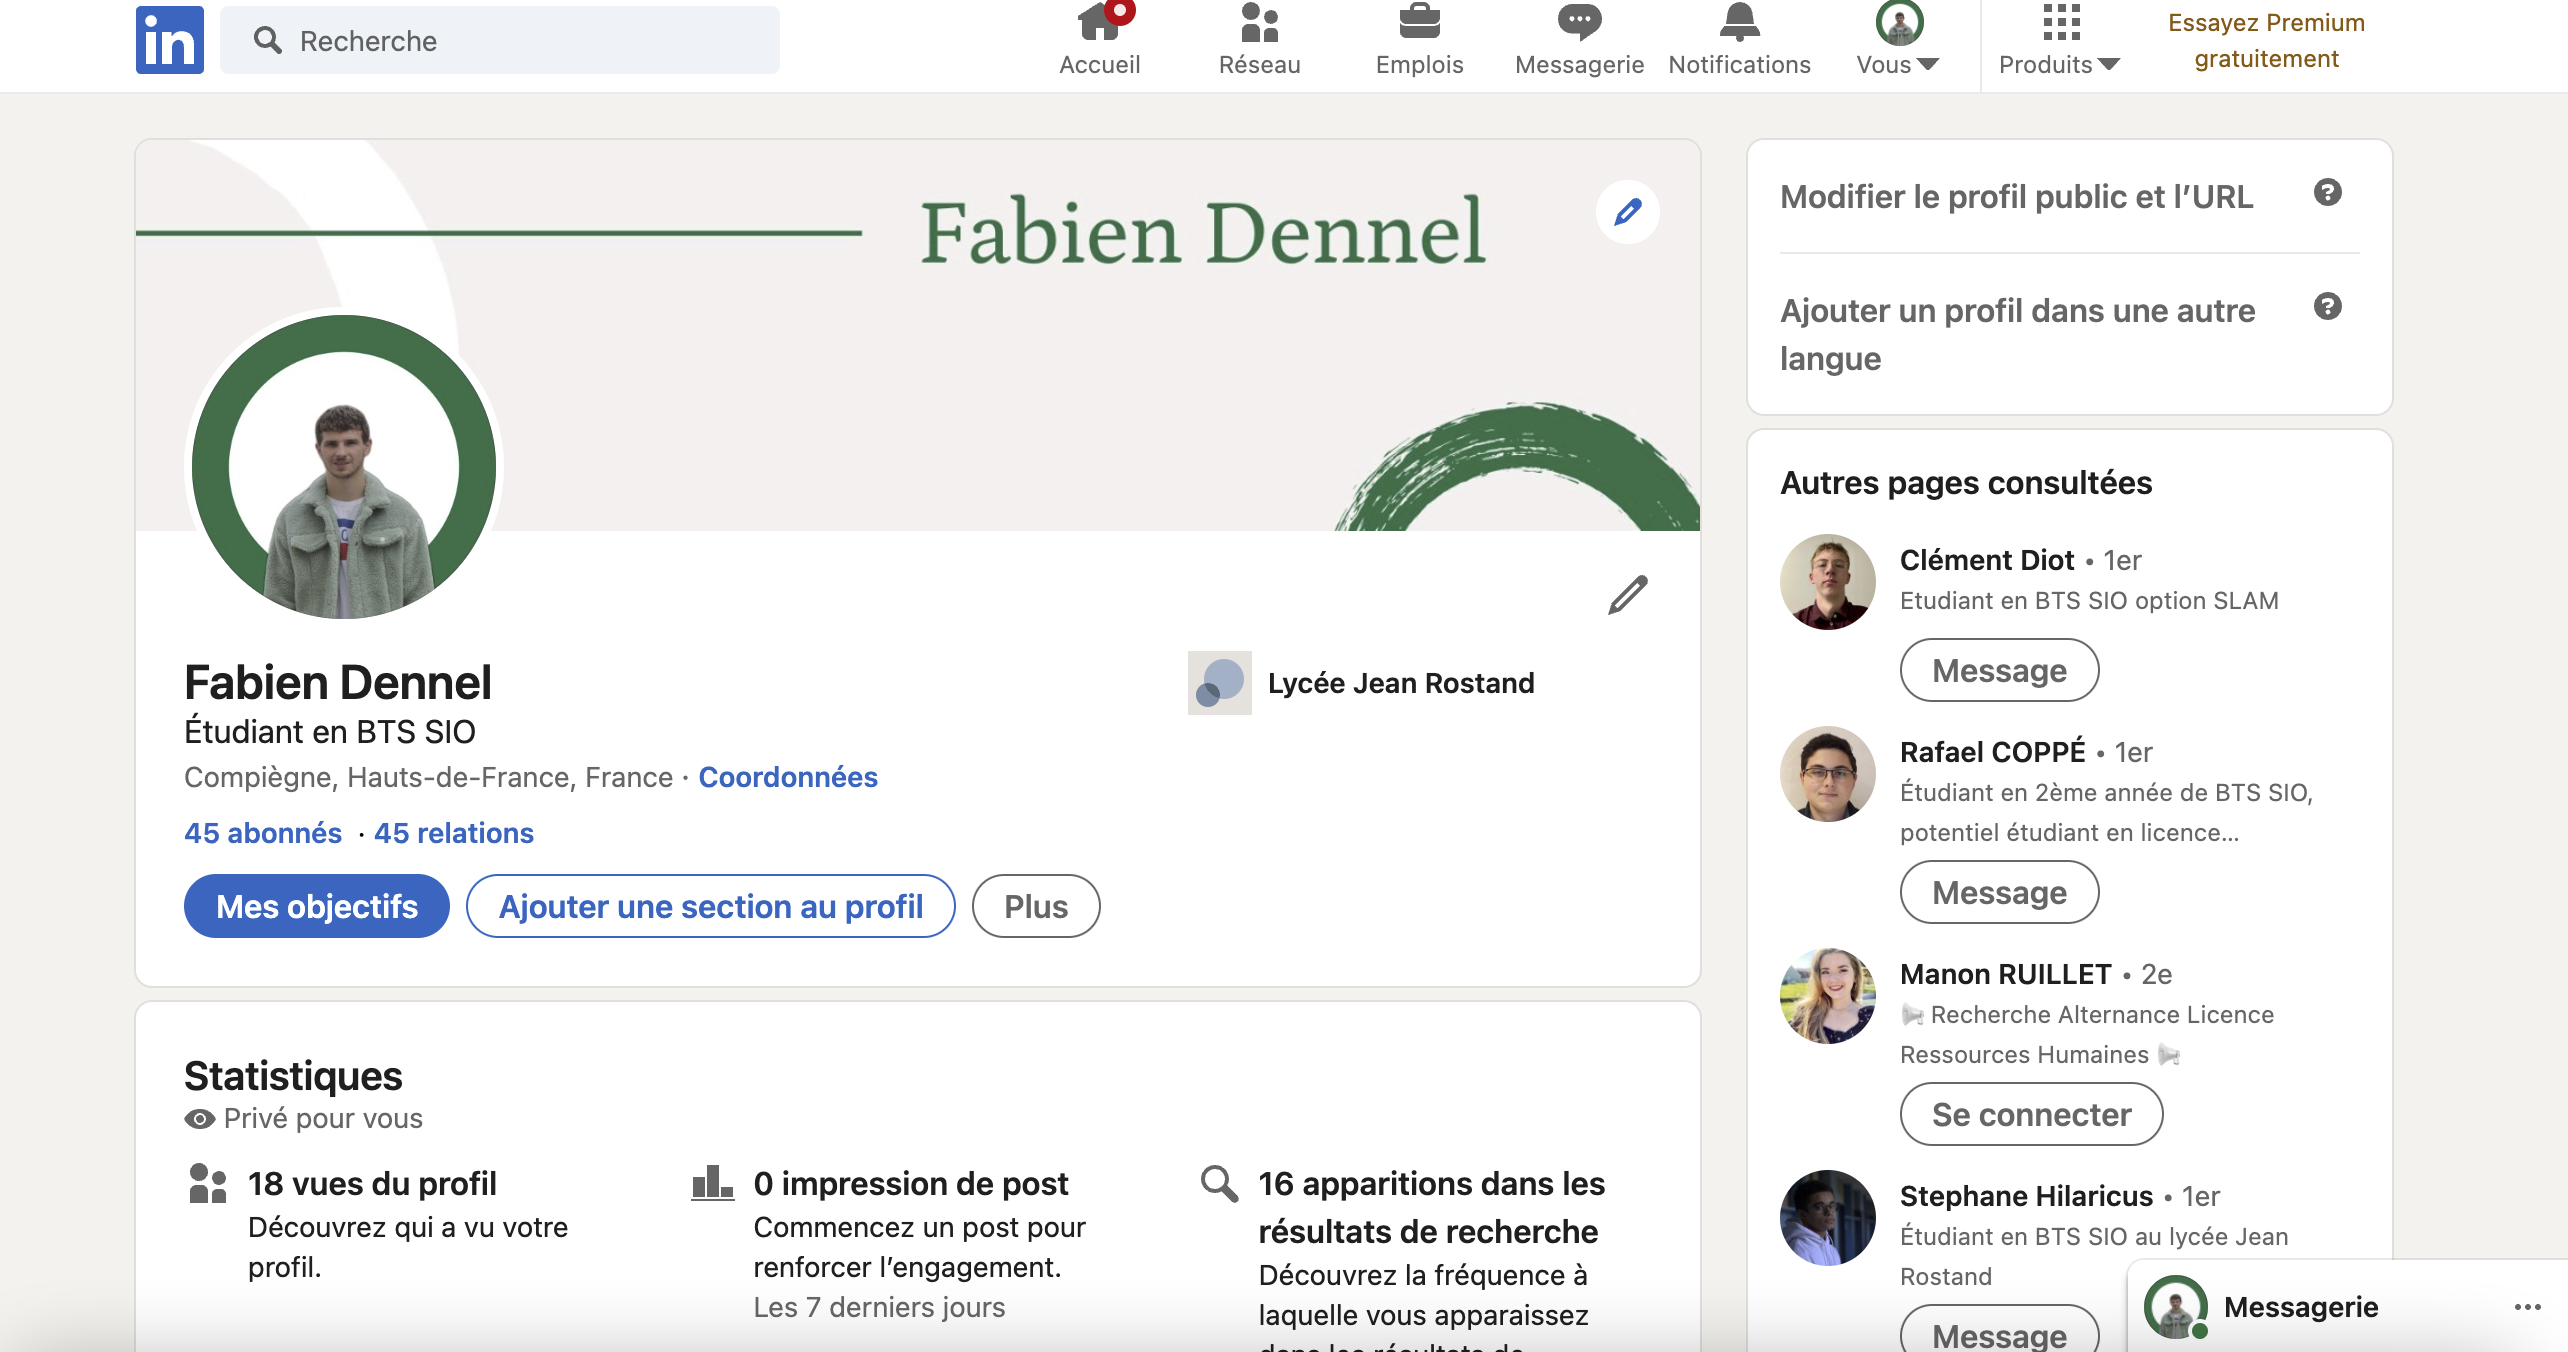 in
Recherche
Accueil
Réseau
Emplois
Messagerie
Notifications
Vous
Produits
Essayez Premium
gratuitement
Fabien Dennel
Fabien Dennel
Étudiant en BTS SIO
Compiègne, Hauts-de-France, France · Coordonnées
45 abonnés · 45 relations
Lycée Jean Rostand
Mes objectifs
Ajouter une section au profil
Plus
Statistiques
Privé pour vous
18 vues du profil
Découvrez qui a vu votre
profil.
0 impression de post
Commencez un post pour
renforcer l’engagement.
Les 7 derniers jours
16 apparitions dans les
résultats de recherche
Découvrez la fréquence à
laquelle vous apparaissez
dans les résultats de
Modifier le profil public et l’URL
Ajouter un profil dans une autre
langue
Autres pages consultées
Clément Diot • 1er
Etudiant en BTS SIO option SLAM
Message
Rafael COPPÉ • 1er
Étudiant en 2ème année de BTS SIO,
potentiel étudiant en licence…
Message
Manon RUILLET • 2e
Recherche Alternance Licence
Ressources Humaines
Se connecter
Stephane Hilaricus • 1er
Étudiant en BTS SIO au lycée Jean
Rostand
Message
Messagerie